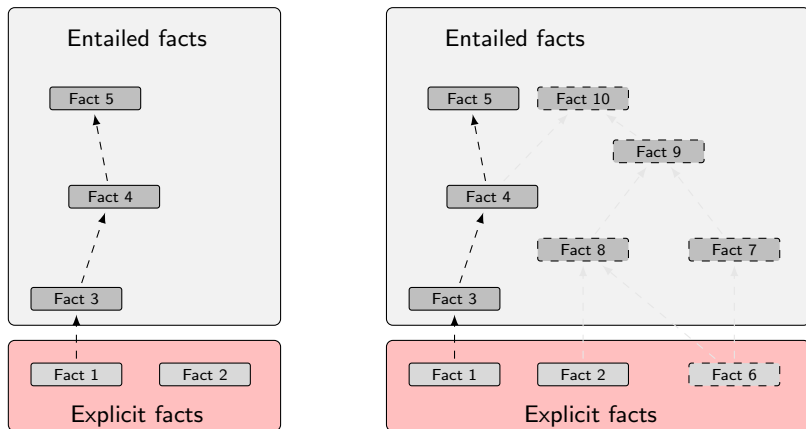 Entailed facts
Fact 5
Fact 4
Fact 3
Fact 1
Fact 2
Explicit facts
Entailed facts
Fact 5
Fact 10
Fact 9
Fact 4
Fact 8
Fact 7
Fact 3
Fact 1
Fact 2
Fact 6
Explicit facts